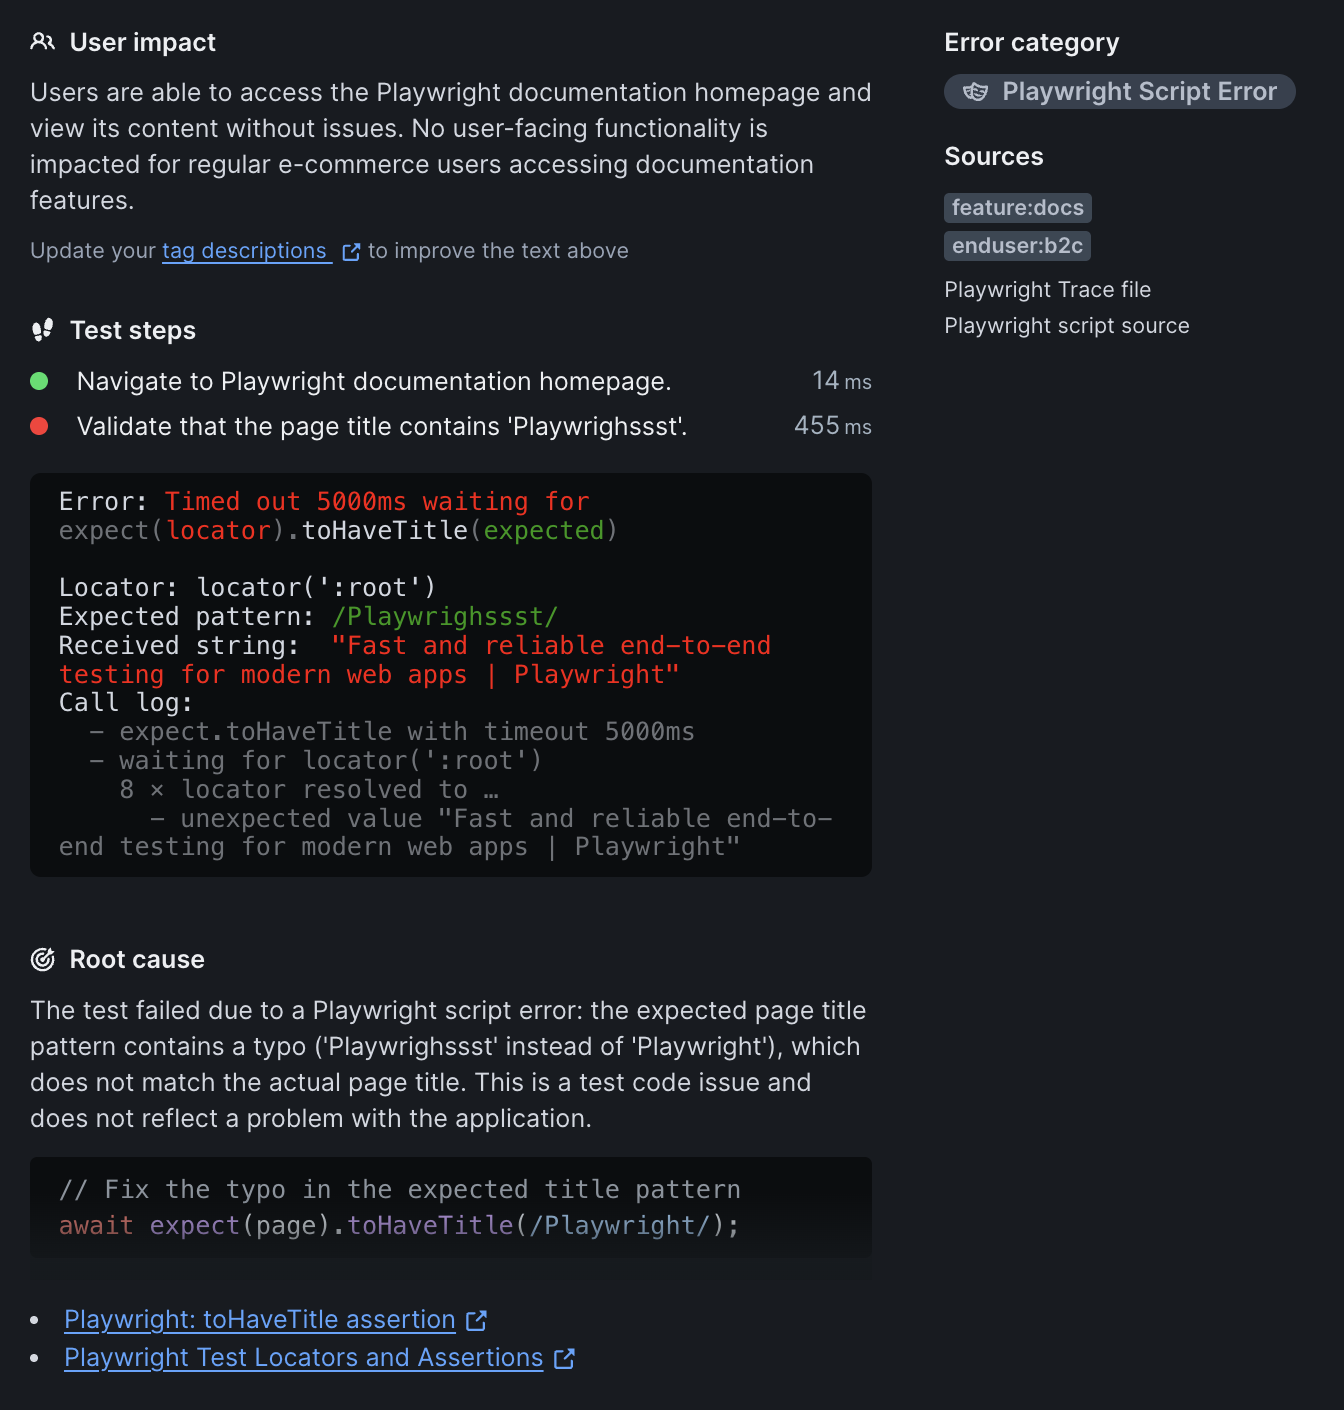 User impact
Users are able to access the Playwright documentation homepage and
view its content without issues. No user-facing functionality is
impacted for regular e-commerce users accessing documentation
features.
Update your tag descriptions to improve the text above
Test steps
Navigate to Playwright documentation homepage. 14 ms
Validate that the page title contains 'Playwrighssst'. 455 ms
Error: Timed out 5000ms waiting for
expect(locator).toHaveTitle(expected)
Locator: locator(':root')
Expected pattern: /Playwrighssst/
Received string:  "Fast and reliable end-to-end
testing for modern web apps | Playwright"
Call log:
  - expect.toHaveTitle with timeout 5000ms
  - waiting for locator(':root')
    8 × locator resolved to …
      - unexpected value "Fast and reliable end-to-
end testing for modern web apps | Playwright"
Root cause
The test failed due to a Playwright script error: the expected page title
pattern contains a typo ('Playwrighssst' instead of 'Playwright'), which
does not match the actual page title. This is a test code issue and
does not reflect a problem with the application.
// Fix the typo in the expected title pattern
await expect(page).toHaveTitle(/Playwright/);
• Playwright: toHaveTitle assertion
• Playwright Test Locators and Assertions
Error category
Playwright Script Error
Sources
feature:docs
enduser:b2c
Playwright Trace file
Playwright script source